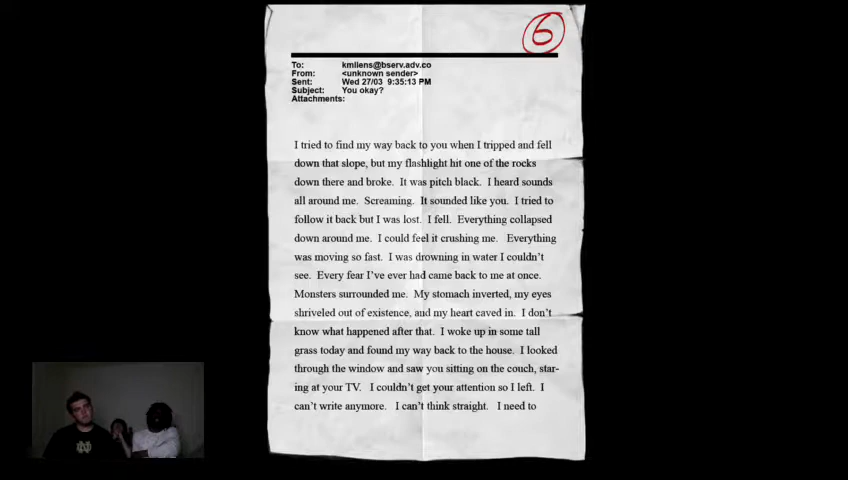 6
To: kmliens@bserv.adv.co
From: <unknown sender>
Sent: Wed 27/03 9:35:13 PM
Subject: You okay?
Attachments:
I tried to find my way back to you when I tripped and fell
down that slope, but my flashlight hit one of the rocks
down there and broke. It was pitch black. I heard sounds
all around me. Screaming. It sounded like you. I tried to
follow it back but I was lost. I fell. Everything collapsed
down around me. I could feel it crushing me. Everything
was moving so fast. I was drowning in water I couldn't
see. Every fear I've ever had came back to me at once.
Monsters surrounded me. My stomach inverted, my eyes
shriveled out of existence, and my heart caved in. I don't
know what happened after that. I woke up in some tall
grass today and found my way back to the house. I looked
through the window and saw you sitting on the couch, star-
ing at your TV. I couldn't get your attention so I left. I
can't write anymore. I can't think straight. I need to